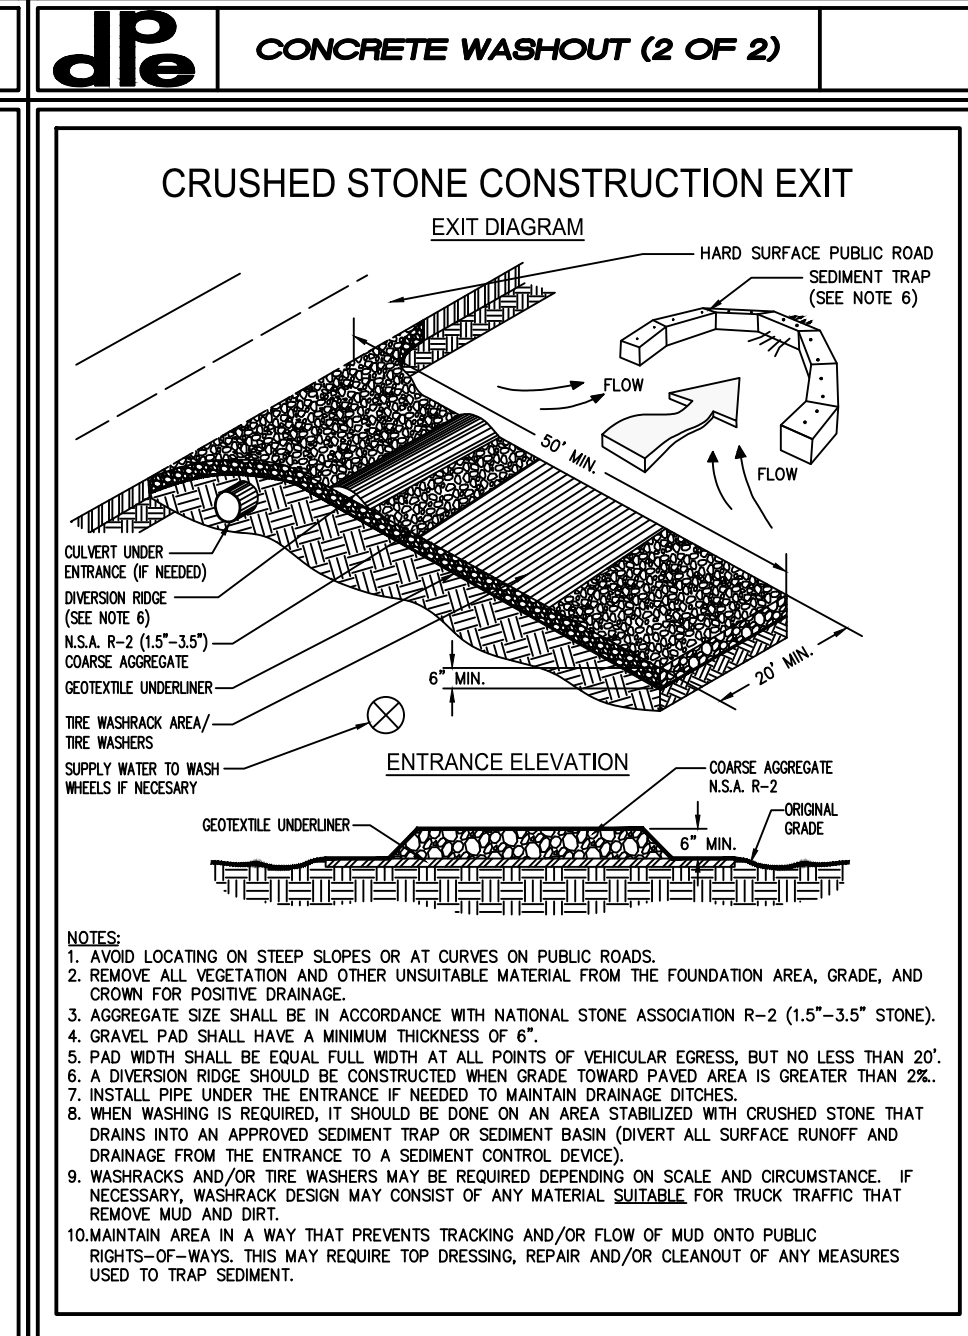 dple
CONCRETE WASHOUT (2 OF 2)
CRUSHED STONE CONSTRUCTION EXIT
EXIT DIAGRAM
HARD SURFACE PUBLIC ROAD
SEDIMENT TRAP
(SEE NOTE 6)
FLOW
50' MIN.
FLOW
CULVERT UNDER
ENTRANCE (IF NEEDED)
DIVERSION RIDGE
(SEE NOTE 6)
N.S.A. R-2 (1.5"-3.5")
COARSE AGGREGATE
GEOTEXTILE UNDERLINER
6" MIN.
20' MIN.
TIRE WASHRACK AREA/
TIRE WASHERS
SUPPLY WATER TO WASH
WHEELS IF NECESARY
ENTRANCE ELEVATION
COARSE AGGREGATE
N.S.A. R-2
GEOTEXTILE UNDERLINER
6" MIN.
ORIGINAL
GRADE
NOTES:
1. AVOID LOCATING ON STEEP SLOPES OR AT CURVES ON PUBLIC ROADS.
2. REMOVE ALL VEGETATION AND OTHER UNSUITABLE MATERIAL FROM THE FOUNDATION AREA, GRADE, AND
CROWN FOR POSITIVE DRAINAGE.
3. AGGREGATE SIZE SHALL BE IN ACCORDANCE WITH NATIONAL STONE ASSOCIATION R-2 (1.5"-3.5" STONE).
4. GRAVEL PAD SHALL HAVE A MINIMUM THICKNESS OF 6".
5. PAD WIDTH SHALL BE EQUAL FULL WIDTH AT ALL POINTS OF VEHICULAR EGRESS, BUT NO LESS THAN 20'.
6. A DIVERSION RIDGE SHOULD BE CONSTRUCTED WHEN GRADE TOWARD PAVED AREA IS GREATER THAN 2%..
7. INSTALL PIPE UNDER THE ENTRANCE IF NEEDED TO MAINTAIN DRAINAGE DITCHES.
8. WHEN WASHING IS REQUIRED, IT SHOULD BE DONE ON AN AREA STABILIZED WITH CRUSHED STONE THAT
DRAINS INTO AN APPROVED SEDIMENT TRAP OR SEDIMENT BASIN (DIVERT ALL SURFACE RUNOFF AND
DRAINAGE FROM THE ENTRANCE TO A SEDIMENT CONTROL DEVICE).
9. WASHRACKS AND/OR TIRE WASHERS MAY BE REQUIRED DEPENDING ON SCALE AND CIRCUMSTANCE. IF
NECESSARY, WASHRACK DESIGN MAY CONSIST OF ANY MATERIAL SUITABLE FOR TRUCK TRAFFIC THAT
REMOVE MUD AND DIRT.
10.MAINTAIN AREA IN A WAY THAT PREVENTS TRACKING AND/OR FLOW OF MUD ONTO PUBLIC
RIGHTS-OF-WAYS. THIS MAY REQUIRE TOP DRESSING, REPAIR AND/OR CLEANOUT OF ANY MEASURES
USED TO TRAP SEDIMENT.